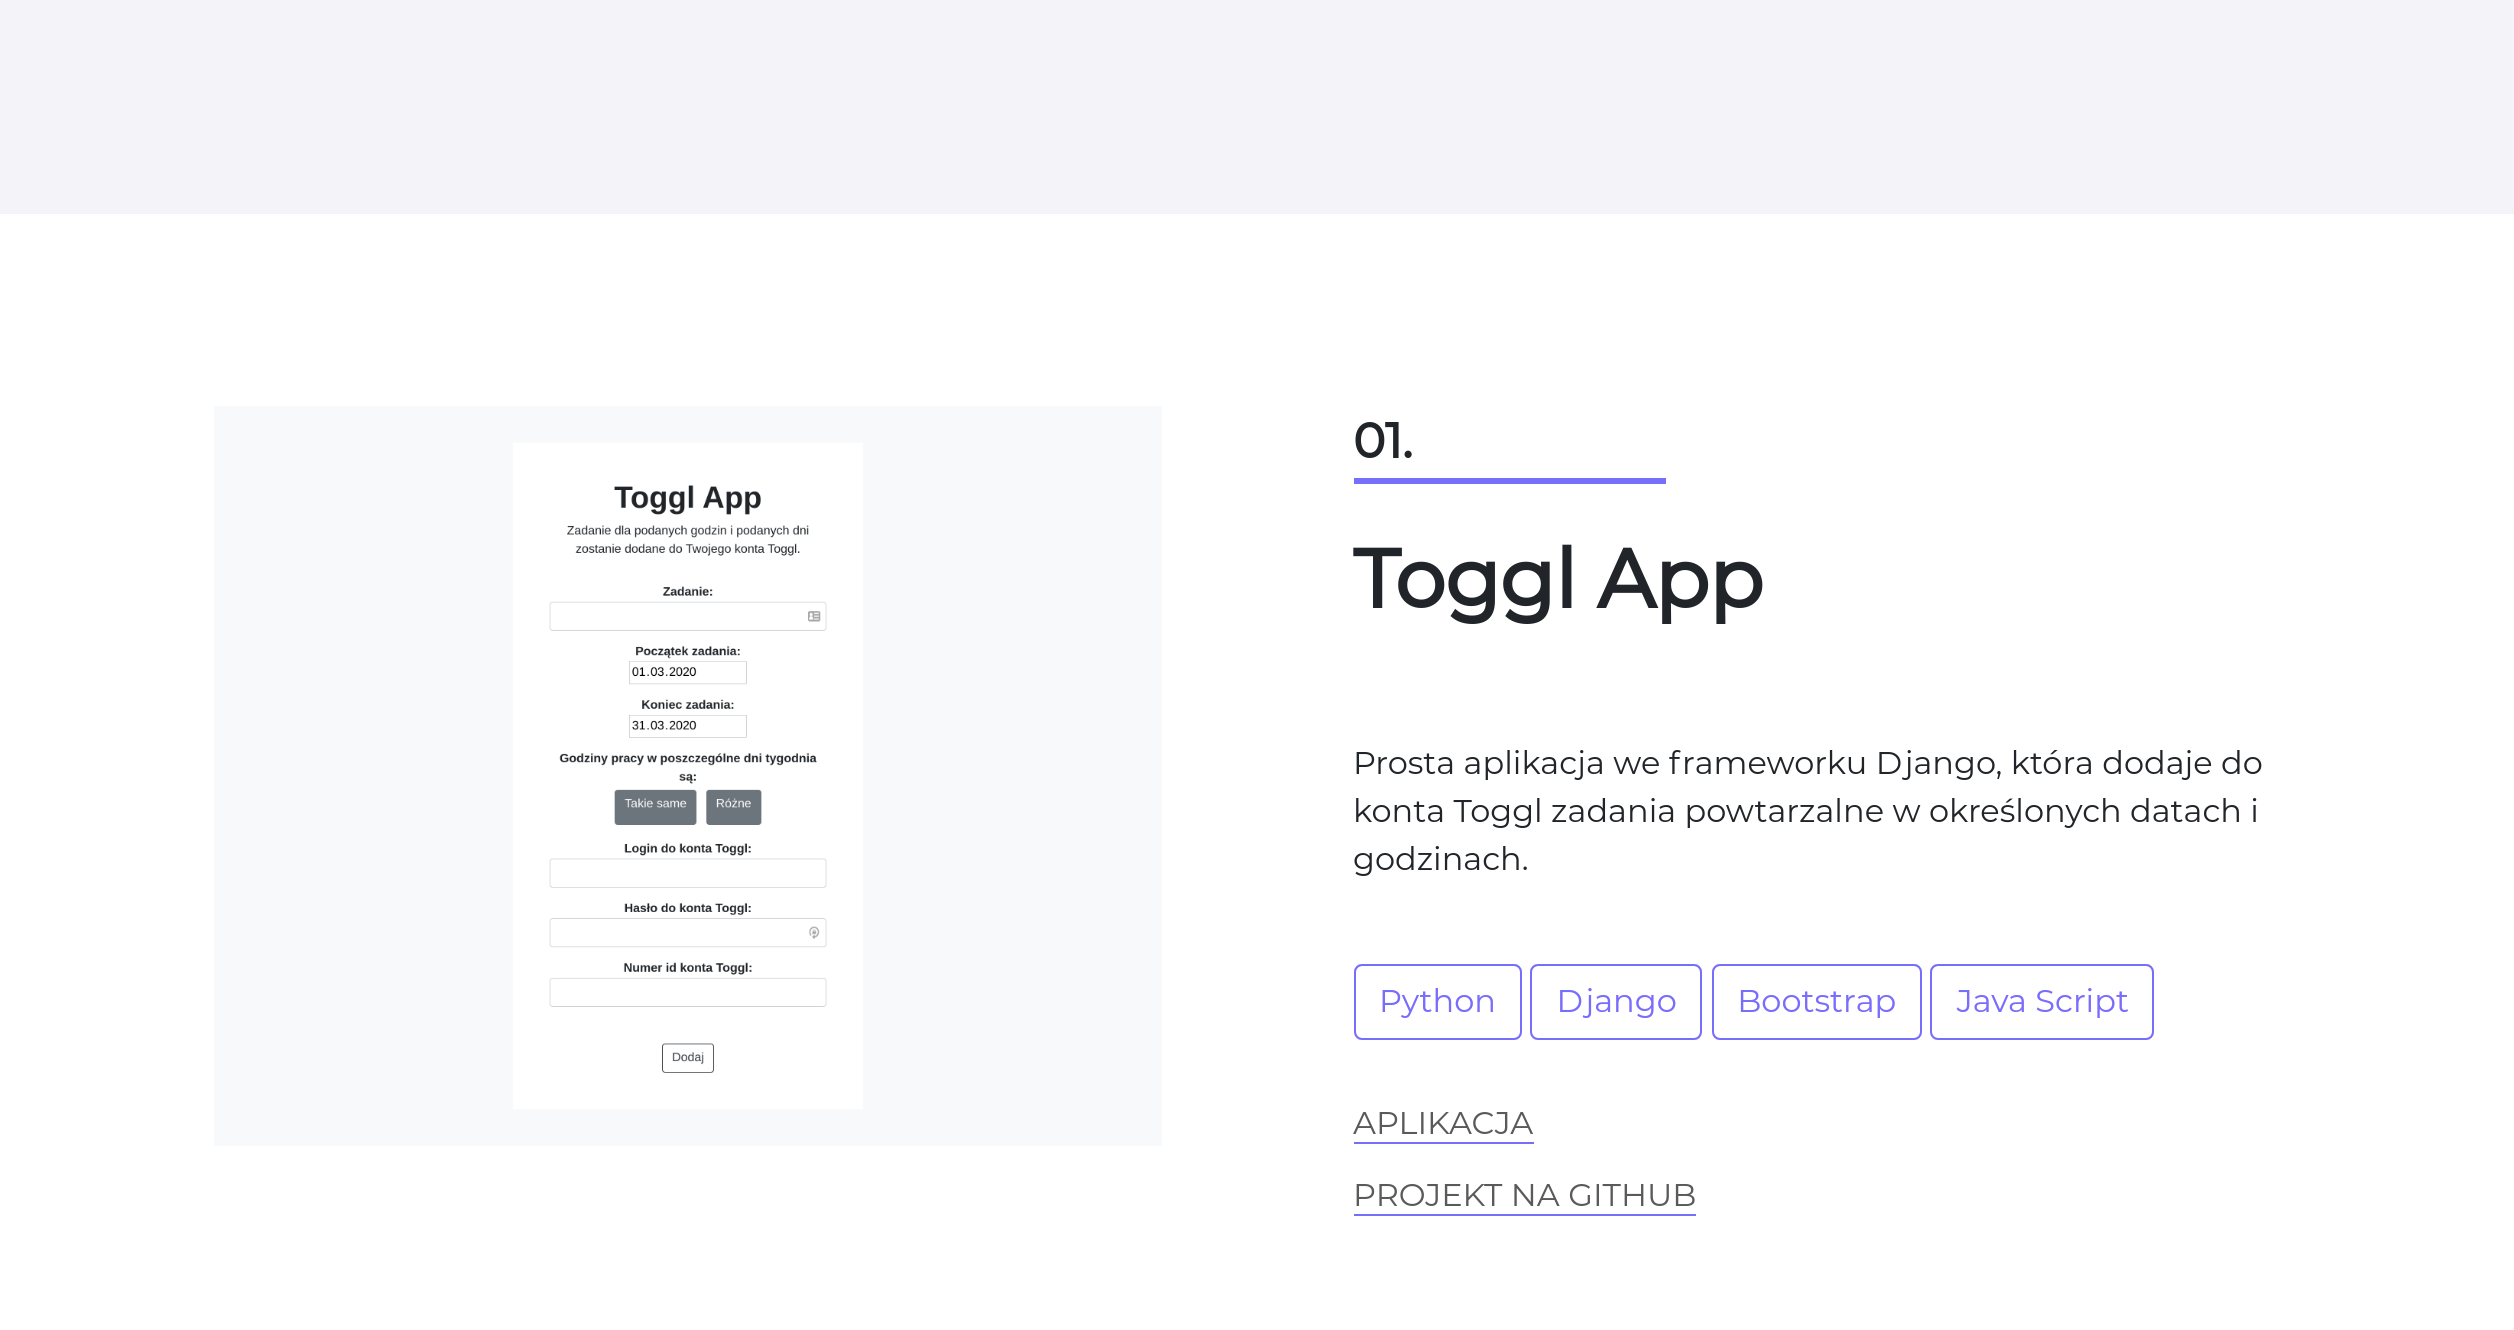 Toggl App
Zadanie dla podanych godzin i podanych dni
zostanie dodane do Twojego konta Toggl.
Zadanie:
Początek zadania:
01.03.2020
Koniec zadania:
31.03.2020
Godziny pracy w poszczególne dni tygodnia
są:
Takie same Różne
Login do konta Toggl:
Hasło do konta Toggl:
Numer id konta Toggl:
Dodaj
01.
Toggl App
Prosta aplikacja we frameworku Django, która dodaje do
konta Toggl zadania powtarzalne w określonych datach i
godzinach.
Python Django Bootstrap Java Script
APLIKACJA
PROJEKT NA GITHUB